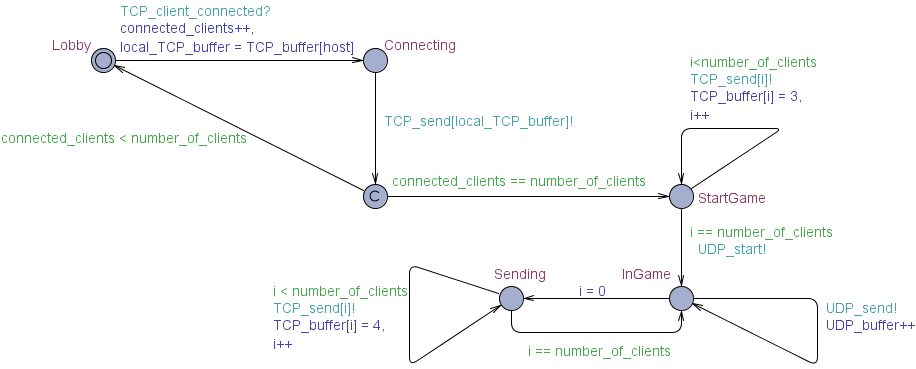 TCP_client_connected?
connected_clients++,
local_TCP_buffer = TCP_buffer[host]
Lobby
Connecting
i<number_of_clients
TCP_send[i]!
TCP_buffer[i] = 3,
i++
TCP_send[local_TCP_buffer]!
connected_clients < number_of_clients
connected_clients == number_of_clients
C
StartGame
i == number_of_clients
UDP_start!
Sending
InGame
i < number_of_clients
TCP_send[i]!
TCP_buffer[i] = 4,
i++
i = 0
UDP_send!
UDP_buffer++
i == number_of_clients